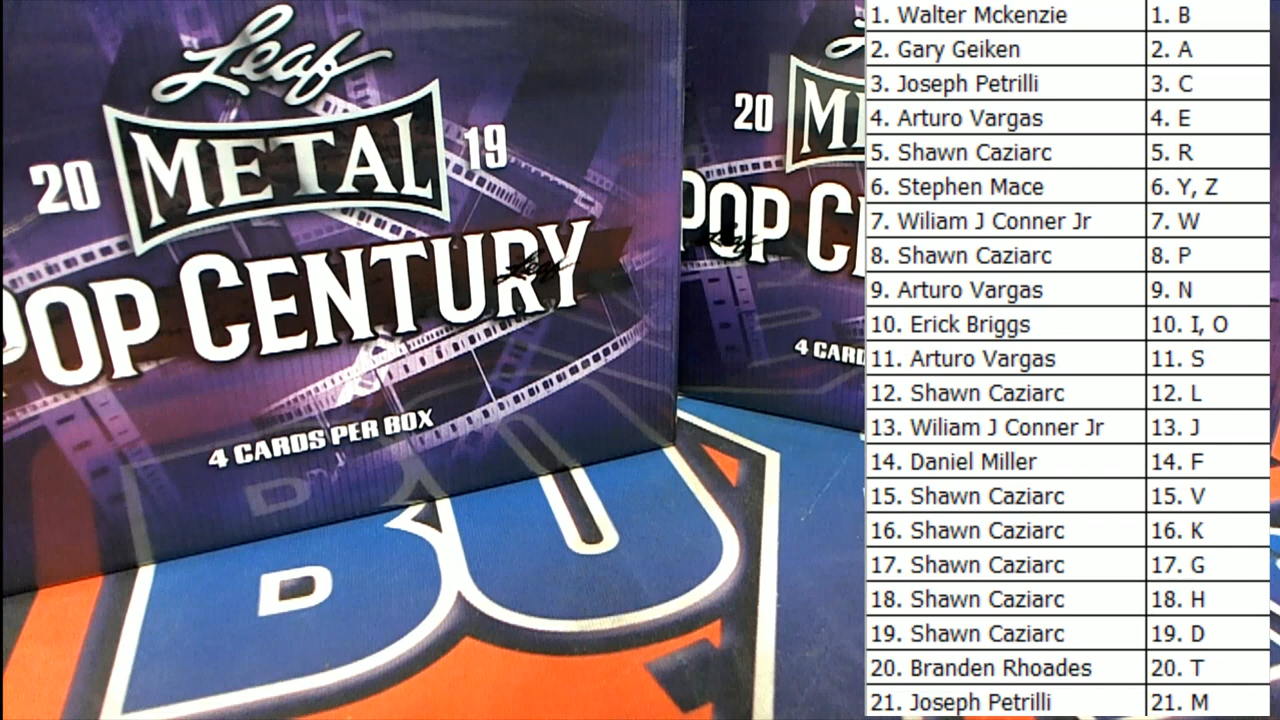 Leaf
20 METAL 19
POP CENTURY
Leaf
4 CARDS PER BOX
20
POP
Leaf
4 CARD
BU
1. Walter Mckenzie 1. B
2. Gary Geiken 2. A
3. Joseph Petrilli 3. C
4. Arturo Vargas 4. E
5. Shawn Caziarc 5. R
6. Stephen Mace 6. Y, Z
7. Wiliam J Conner Jr 7. W
8. Shawn Caziarc 8. P
9. Arturo Vargas 9. N
10. Erick Briggs 10. I, O
11. Arturo Vargas 11. S
12. Shawn Caziarc 12. L
13. Wiliam J Conner Jr 13. J
14. Daniel Miller 14. F
15. Shawn Caziarc 15. V
16. Shawn Caziarc 16. K
17. Shawn Caziarc 17. G
18. Shawn Caziarc 18. H
19. Shawn Caziarc 19. D
20. Branden Rhoades 20. T
21. Joseph Petrilli 21. M